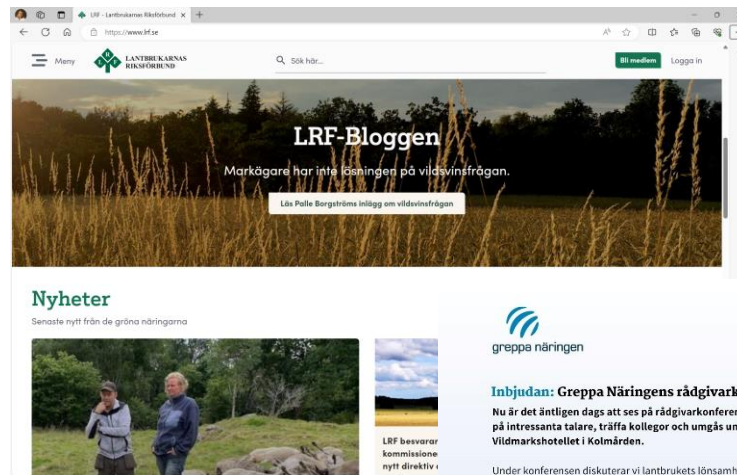 LRF - Lantbrukarnas Riksförbund
https://www.lrf.se
Meny
LRF
LANTBRUKARNAS
RIKSFÖRBUND
Sök här...
Bli medlem
Logga in
LRF-Bloggen
Markägare har inte lösningen på vildsvinsfrågan.
Läs Palle Borgströms inlägg om vildsvinsfrågan
Nyheter
Senaste nytt från de gröna näringarna
LRF besvarar
kommissione
nytt direktiv
greppa näringen
Inbjudan: Greppa Näringens rådgivark
Nu är det äntligen dags att ses på rådgivarkonferen
på intressanta talare, träffa kollegor och umgås un
Vildmarkshotellet i Kolmården.
Under konferensen diskuterar vi lantbrukets lönsamh